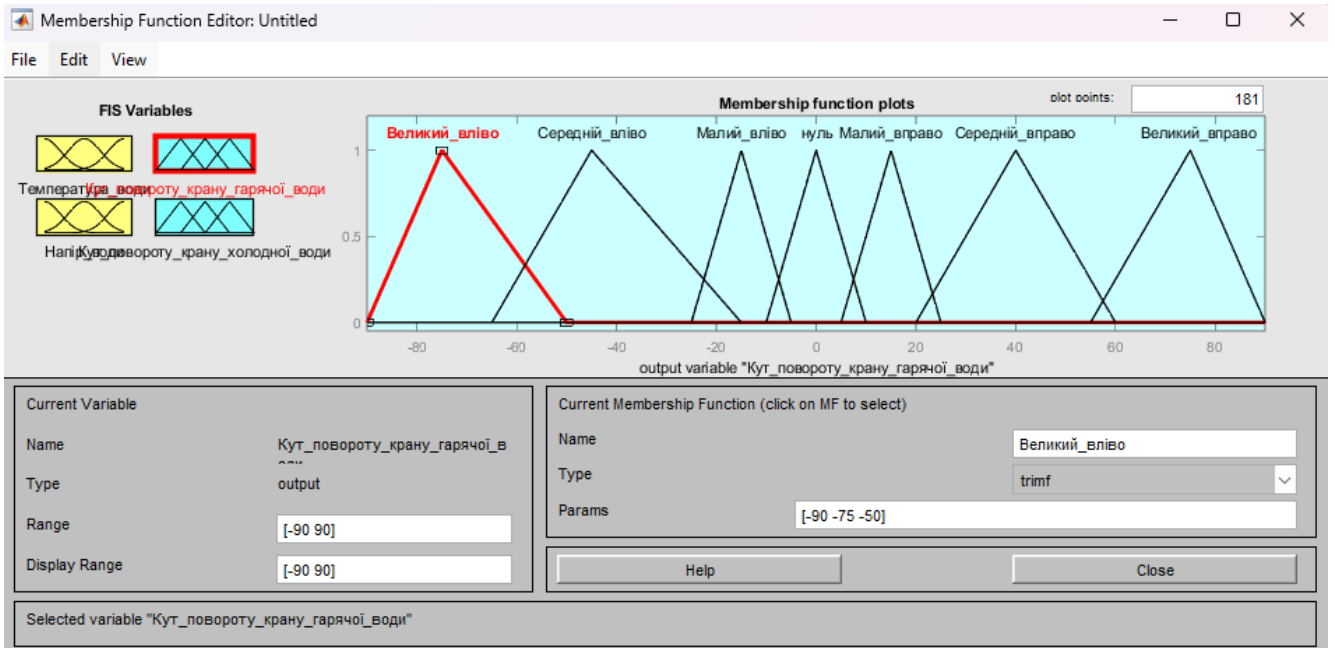 Membership Function Editor: Untitled
File Edit View
FIS Variables
Membership function plots
plot points:
181
Температура_води
повороту_крану_гарячої_води
повороту_крану_холодної_води
Великий_вліво Середній_вліво Малий_вліво нуль Малий_вправо Середній_вправо Великий_вправо
1
0.5
0
-80 -60 -40 -20 0 20 40 60 80
output variable "Кут_повороту_крану_гарячої_води"
Current Variable
Name
Кут_повороту_крану_гарячої_в
Type
output
Range
[-90 90]
Display Range
[-90 90]
Current Membership Function (click on MF to select)
Name
Великий_вліво
Type
trimf
Params
[-90 -75 -50]
Help
Close
Selected variable "Кут_повороту_крану_гарячої_води"